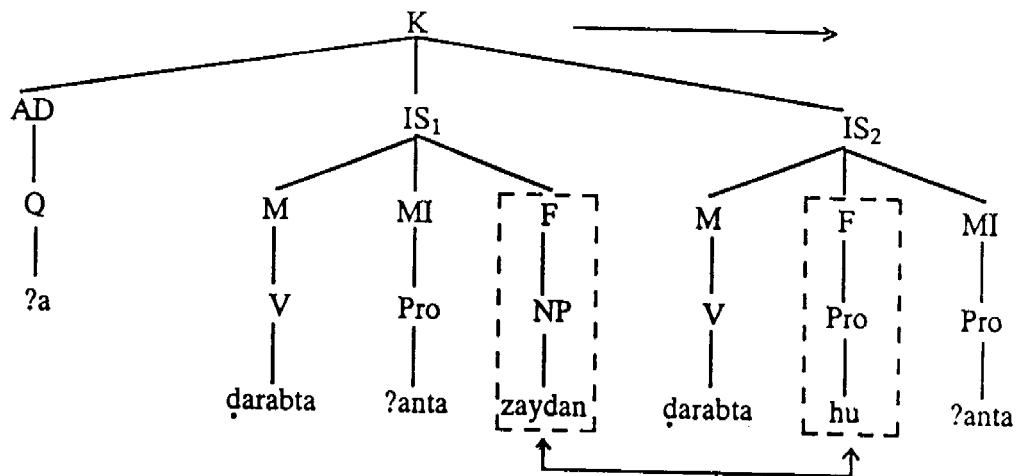 K
AD IS₁ IS₂
Q M MI F M F MI
?a V Pro NP V Pro Pro
ḍarabta ?anta zaydan ḍarabta hu ?anta